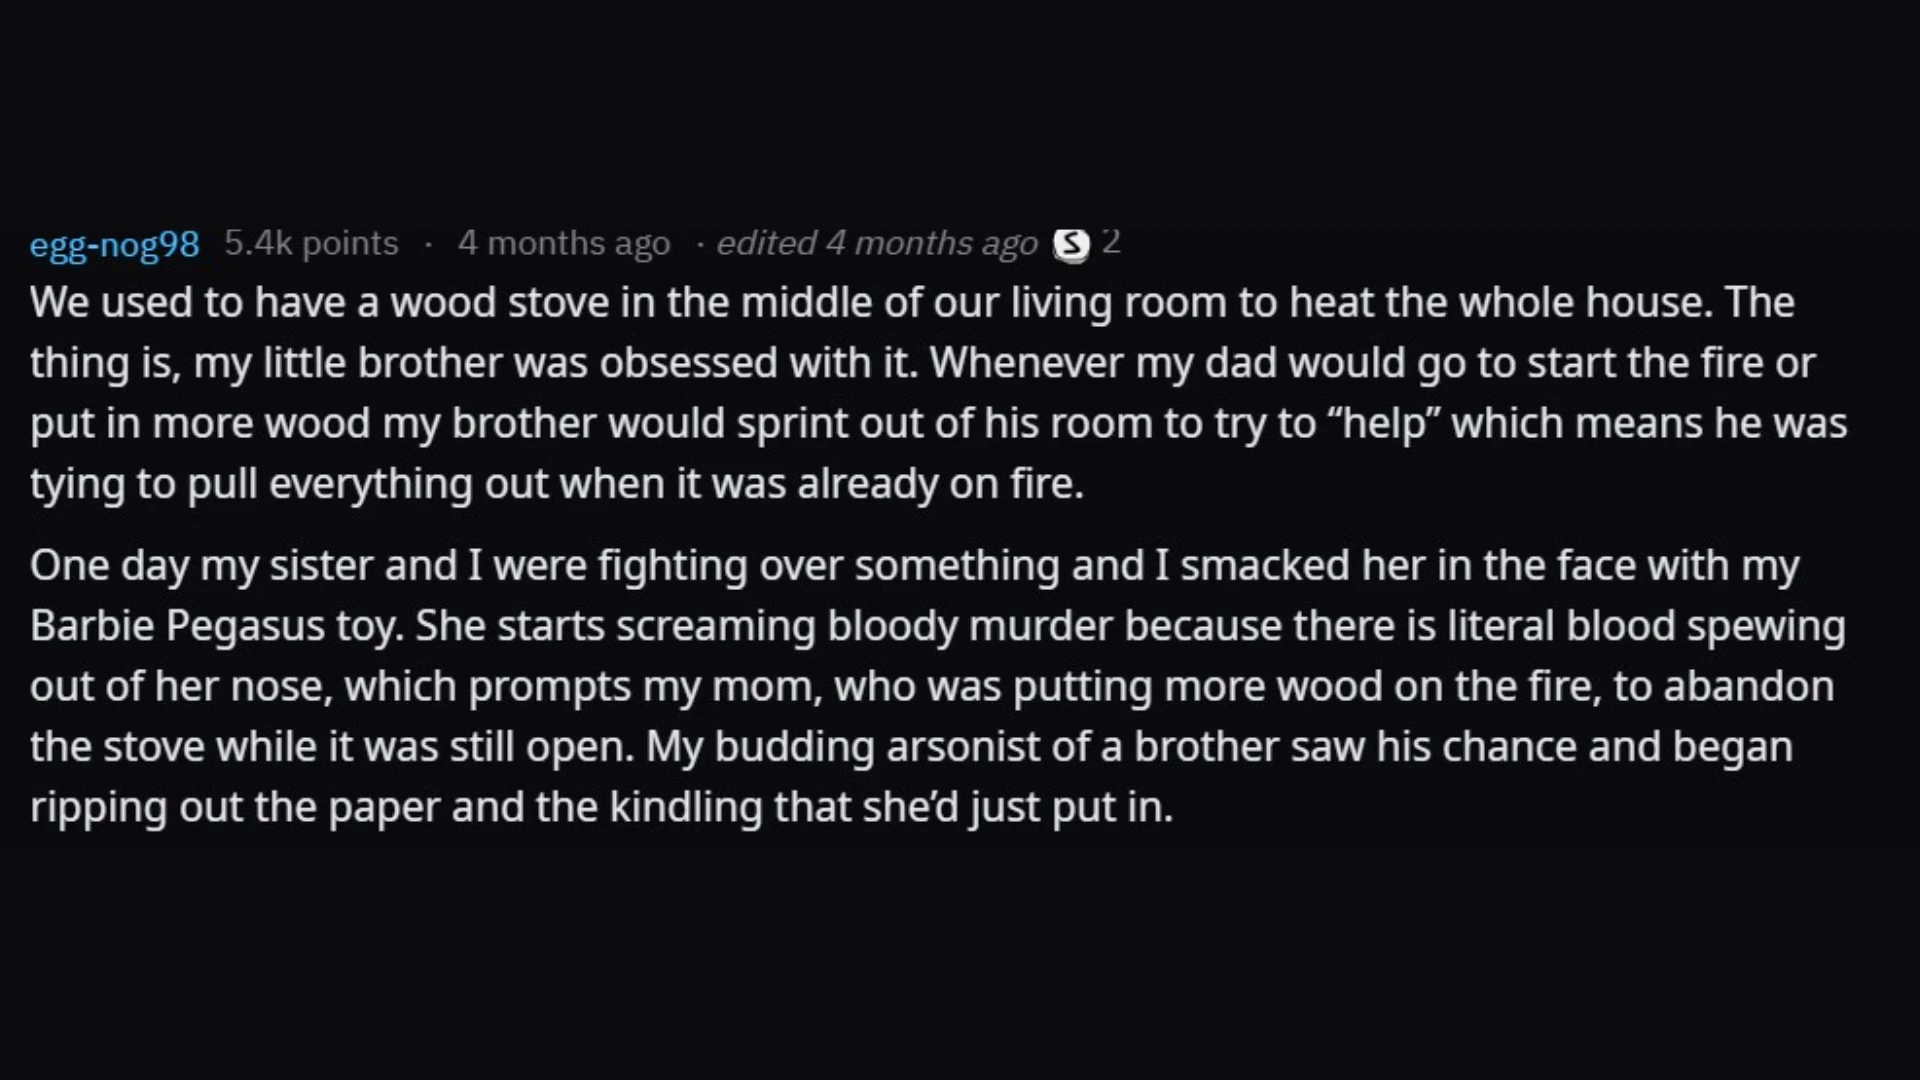 egg-nog98 5.4k points · 4 months ago · edited 4 months ago S 2
We used to have a wood stove in the middle of our living room to heat the whole house. The
thing is, my little brother was obsessed with it. Whenever my dad would go to start the fire or
put in more wood my brother would sprint out of his room to try to “help” which means he was
tying to pull everything out when it was already on fire.
One day my sister and I were fighting over something and I smacked her in the face with my
Barbie Pegasus toy. She starts screaming bloody murder because there is literal blood spewing
out of her nose, which prompts my mom, who was putting more wood on the fire, to abandon
the stove while it was still open. My budding arsonist of a brother saw his chance and began
ripping out the paper and the kindling that she’d just put in.